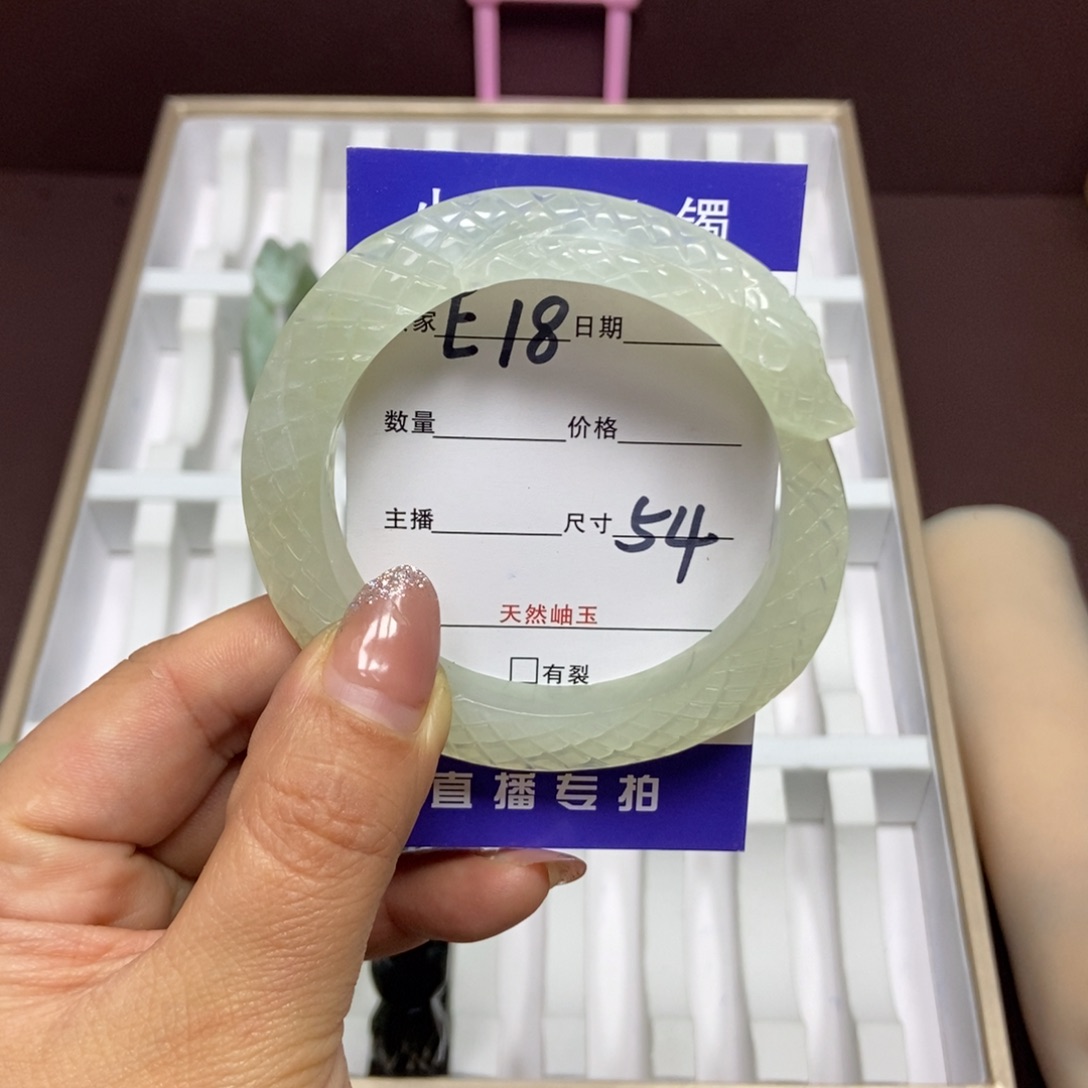 镯
家 E18 日期
数量 价格
主播 尺寸 54
天然岫玉
□有裂
直播专拍